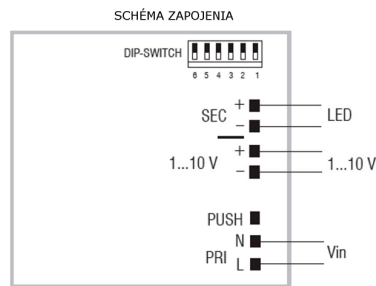 SCHÉMA ZAPOJENIA
DIP-SWITCH
6 5 4 3 2 1
SEC + LED
−
+
1...10 V − 1...10 V
PUSH
N
PRI Vin
L